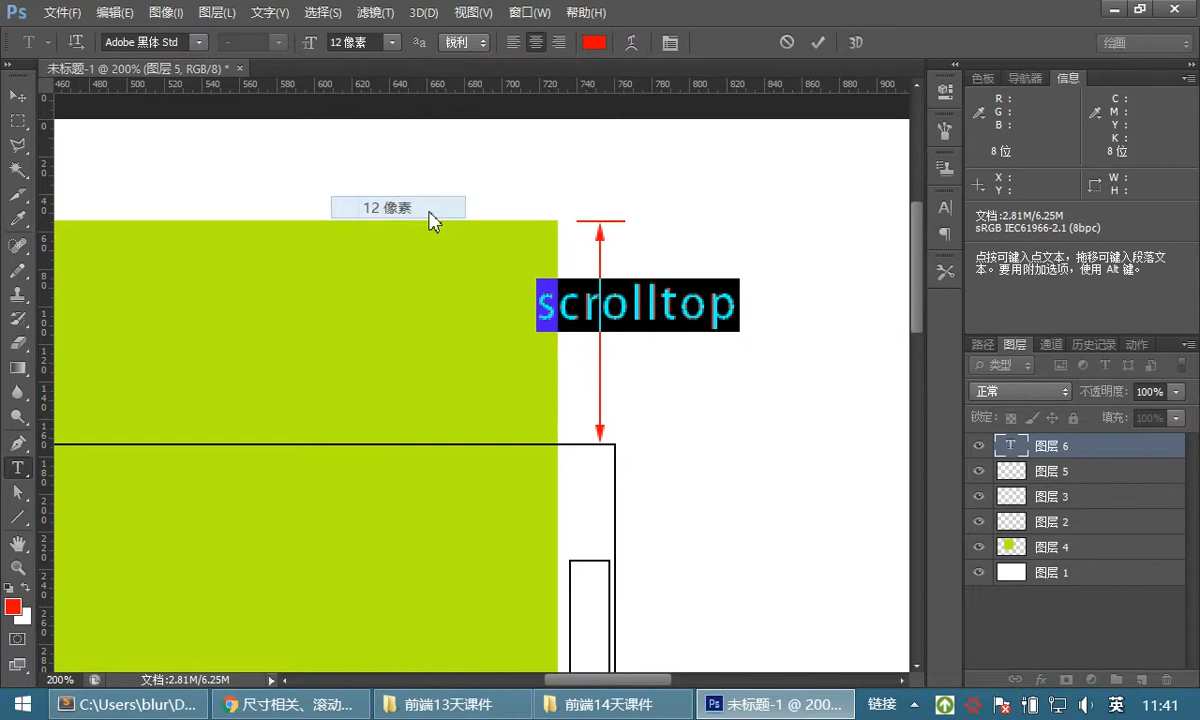 Ps 文件(F) 编辑(E) 图像(I) 图层(L) 文字(Y) 选择(S) 滤镜(T) 3D(D) 视图(V) 窗口(W) 帮助(H)
T Adobe 黑体 Std - 12 像素 aa 锐利 3D 绘画
未标题-1 @ 200% (图层 5, RGB/8) * ×
460 480 500 520 540 560 580 600 620 640 660 680 700 720 740 760 780 800 820 840 860 880 900
色板 导航器 信息
R : C :
G : M :
B : Y :
K :
8 位 8 位
X : W :
Y : H :
文档:2.81M/6.25M
sRGB IEC61966-2.1 (8bpc)
点按可键入点文本，拖移可键入段落文
本。要用附加选项，使用 Alt 键。
12 像素
scrolltop
路径 图层 通道 历史记录 动作
类型
正常 不透明度: 100%
锁定: 填充: 100%
图层 6
图层 5
图层 3
图层 2
图层 4
图层 1
200% 文档:2.81M/6.25M
C:\Users\blur\D... 尺寸相关、滚动... 前端13天课件 前端14天课件 未标题-1 @ 200... 链接 英 11:41